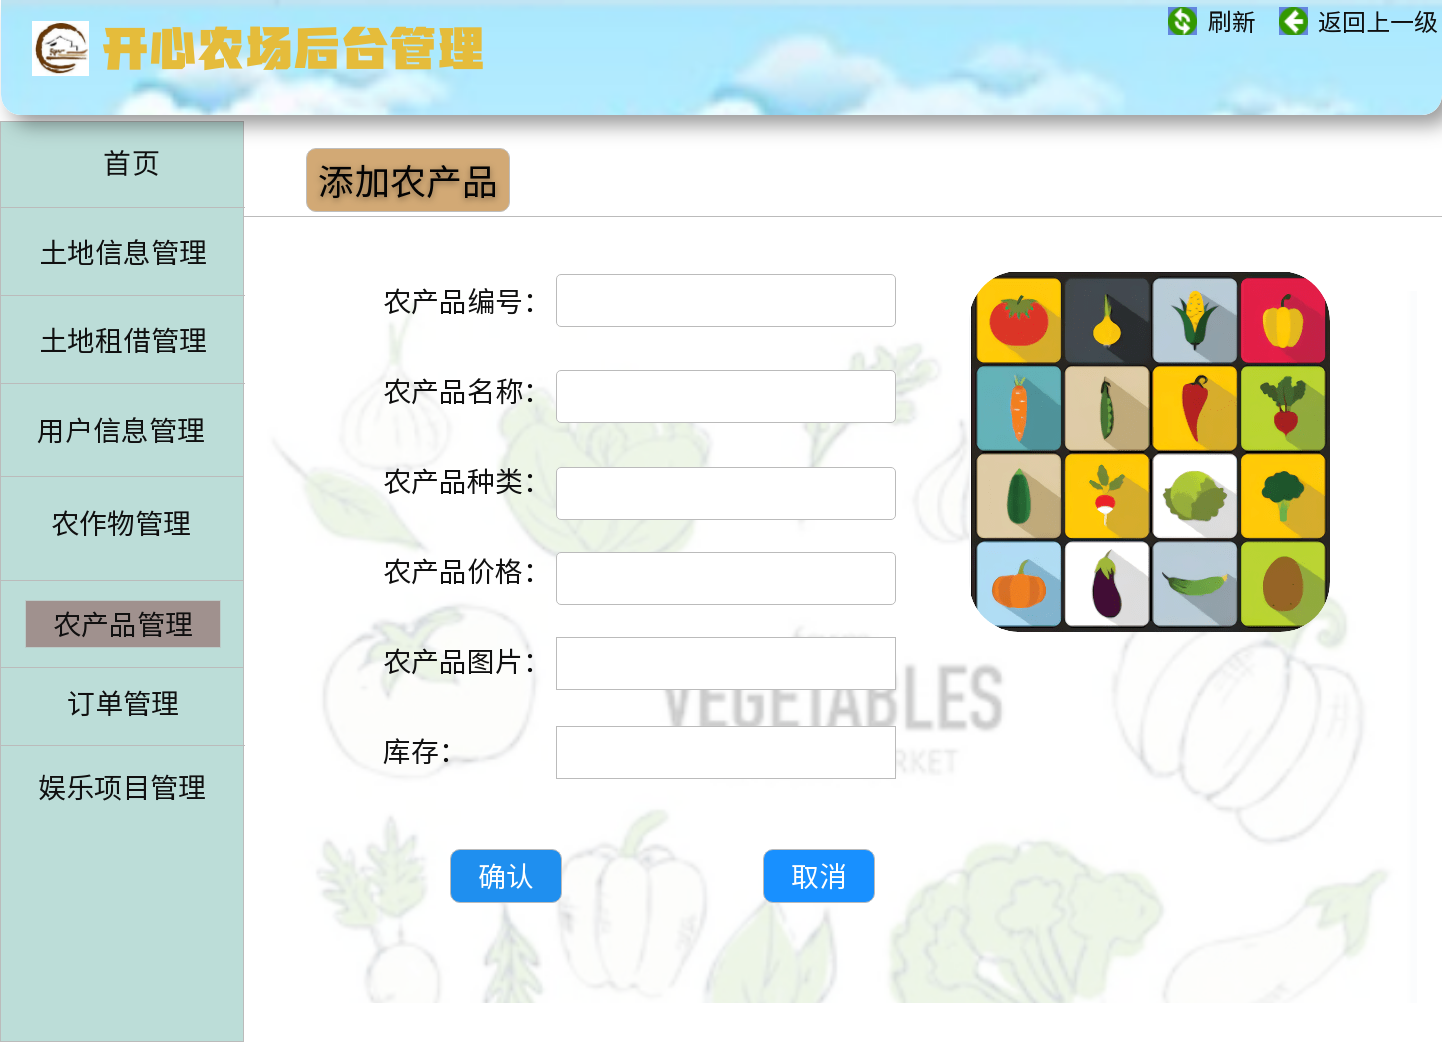 开心农场后台管理
刷新
返回上一级
首页
土地信息管理
土地租借管理
用户信息管理
农作物管理
农产品管理
订单管理
娱乐项目管理
添加农产品
农产品编号：
农产品名称：
农产品种类：
农产品价格：
农产品图片：
库存：
VEGETABLES
RKET
确认
取消